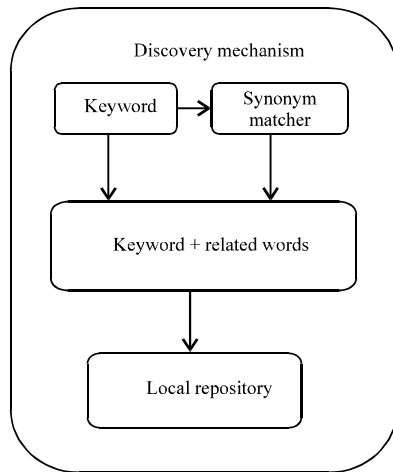 Discovery mechanism
Keyword
Synonym
matcher
Keyword + related words
Local repository